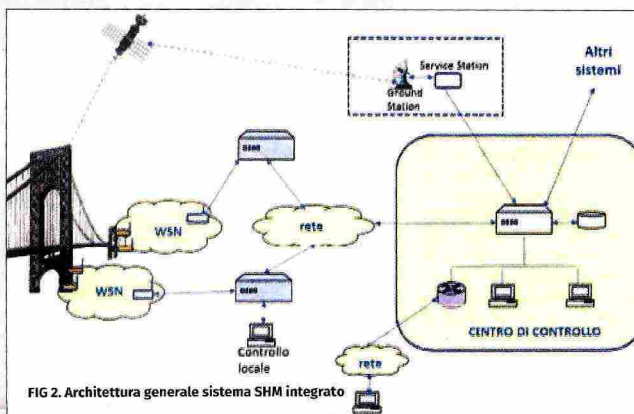 Service Station
Ground
Station
Altri
sistemi
WSN
rete
WSN
Controllo
locale
CENTRO DI CONTROLLO
rete
FIG 2. Architettura generale sistema SHM integrato